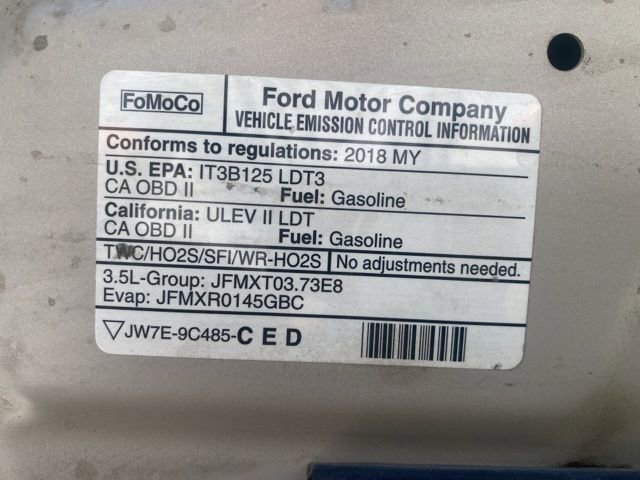 FoMoCo
Ford Motor Company
VEHICLE EMISSION CONTROL INFORMATION
Conforms to regulations: 2018 MY
U.S. EPA: IT3B125 LDT3
CA OBD II Fuel: Gasoline
California: ULEV II LDT
CA OBD II Fuel: Gasoline
TWC/HO2S/SFI/WR-HO2S No adjustments needed.
3.5L-Group: JFMXT03.73E8
Evap: JFMXR0145GBC
JW7E-9C485-CED